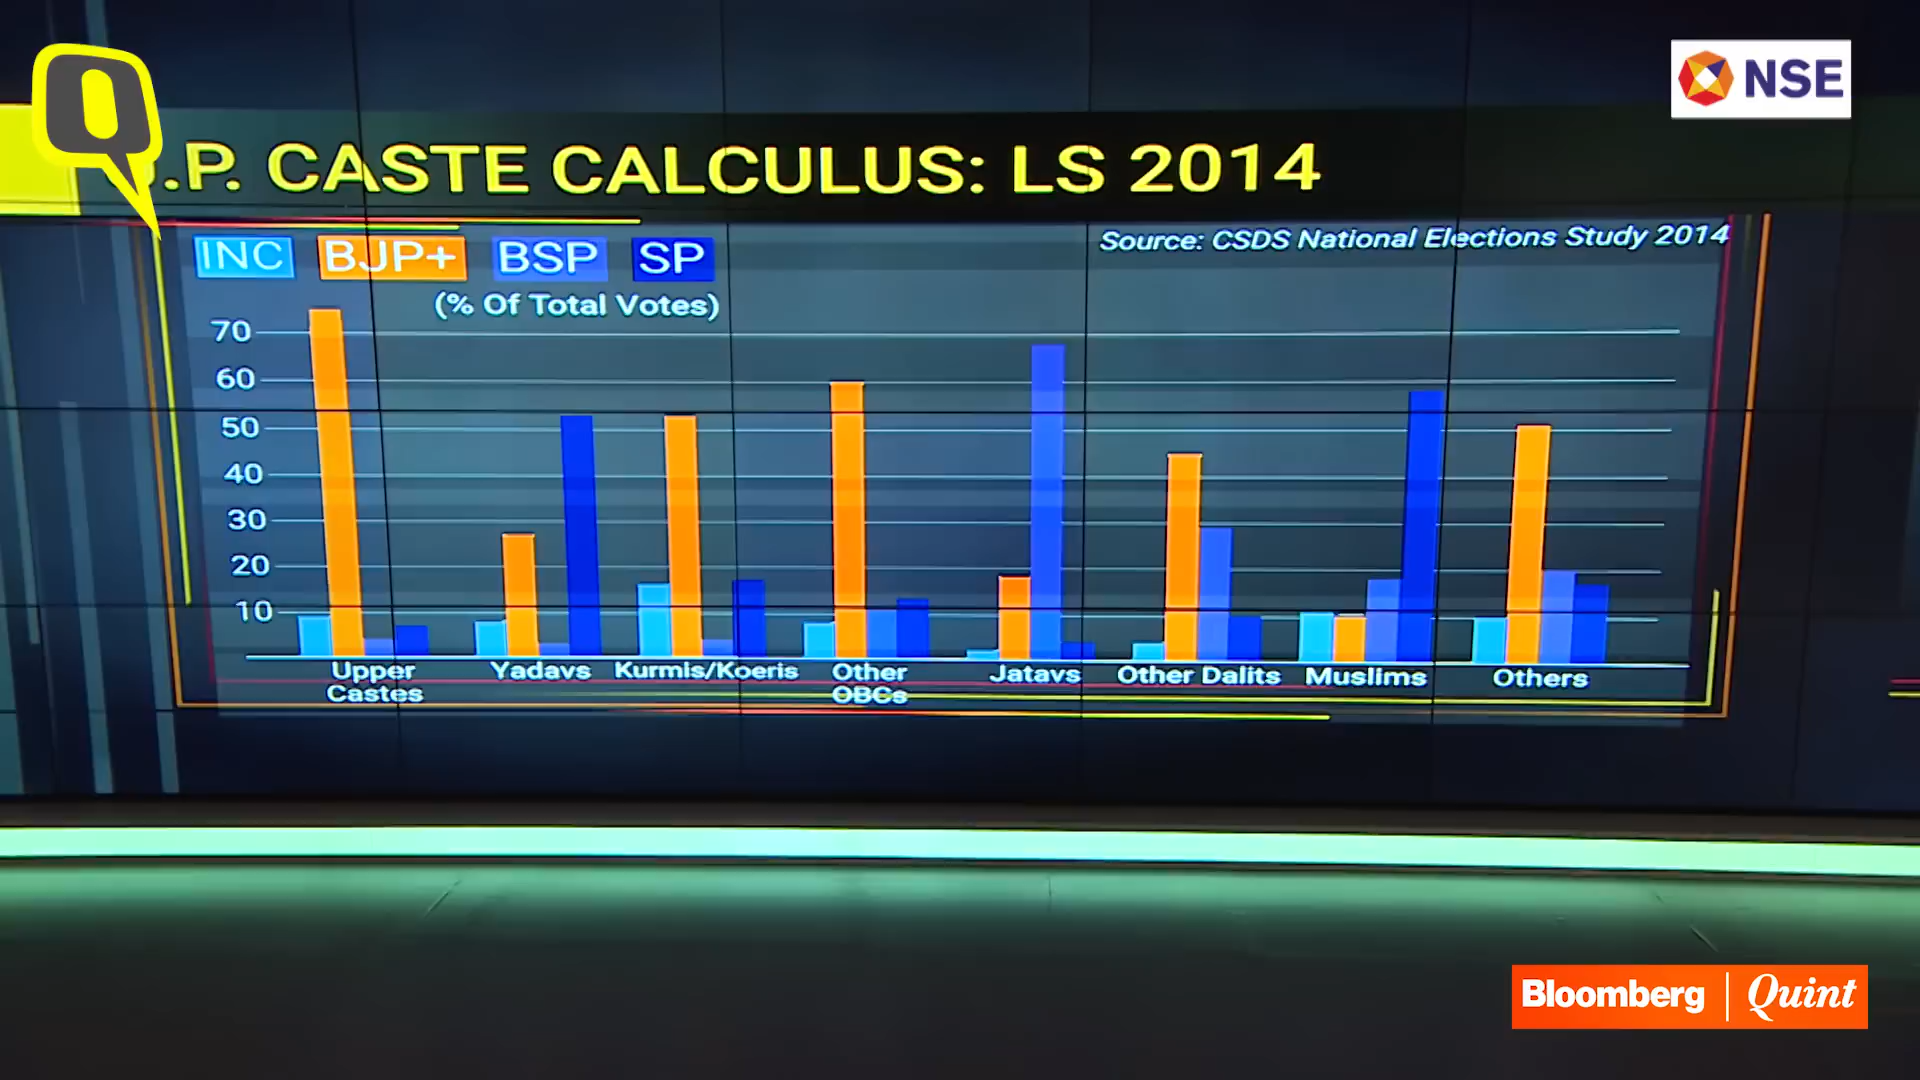 NSE
.P. CASTE CALCULUS: LS 2014
INC BJP+ BSP SP
Source: CSDS National Elections Study 2014
(% Of Total Votes)
70
60
50
40
30
20
10
Upper Castes
Yadavs
Kurmis/Koeris
Other OBCs
Jatavs
Other Dalits
Muslims
Others
Bloomberg | Quint